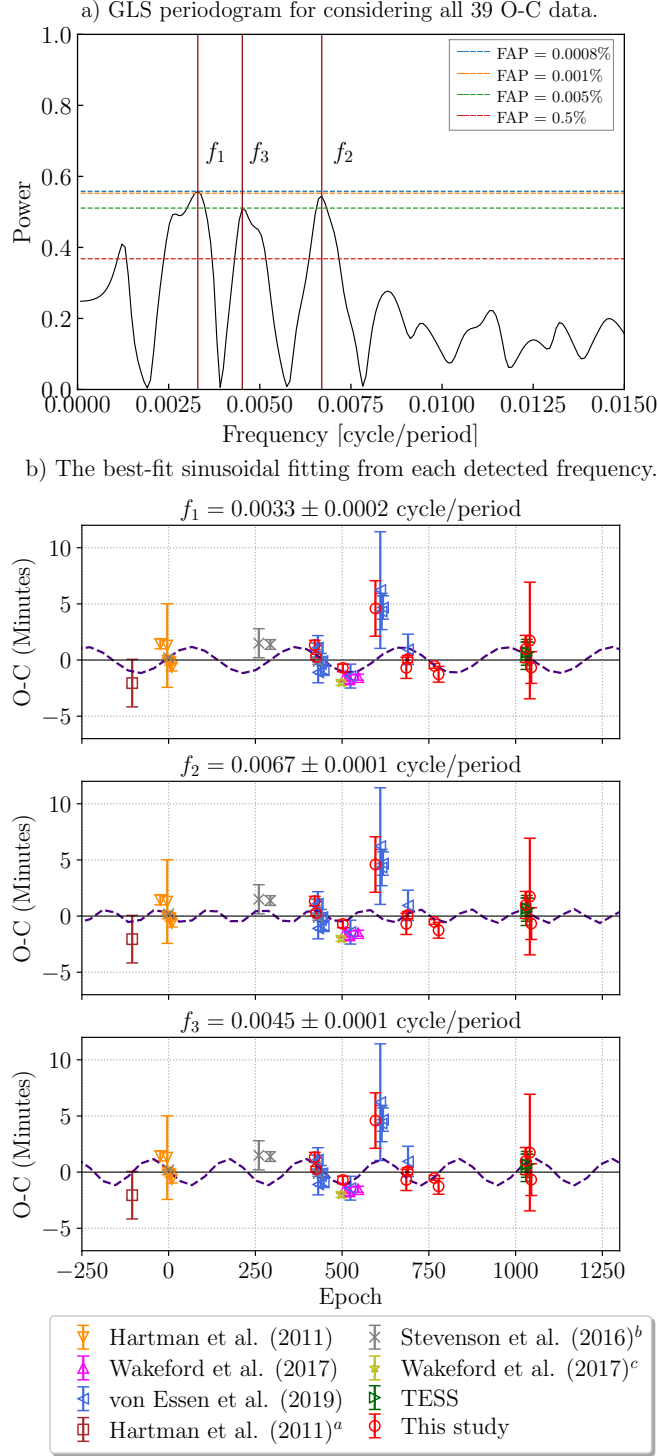 a) GLS periodogram for considering all 39 O-C data.
1.0
0.8
0.6
0.4
0.2
0.0
Power
FAP = 0.0008%
FAP = 0.001%
FAP = 0.005%
FAP = 0.5%
f1 f3 f2
0.0000 0.0025 0.0050 0.0075 0.0100 0.0125 0.0150
Frequency [cycle/period]
b) The best-fit sinusoidal fitting from each detected frequency.
f1 = 0.0033 ± 0.0002 cycle/period
10
5
0
−5
O-C (Minutes)
f2 = 0.0067 ± 0.0001 cycle/period
10
5
0
−5
O-C (Minutes)
f3 = 0.0045 ± 0.0001 cycle/period
10
5
0
−5
O-C (Minutes)
−250 0 250 500 750 1000 1250
Epoch
Hartman et al. (2011)
Wakeford et al. (2017)
von Essen et al. (2019)
Hartman et al. (2011)a
Stevenson et al. (2016)b
Wakeford et al. (2017)c
TESS
This study